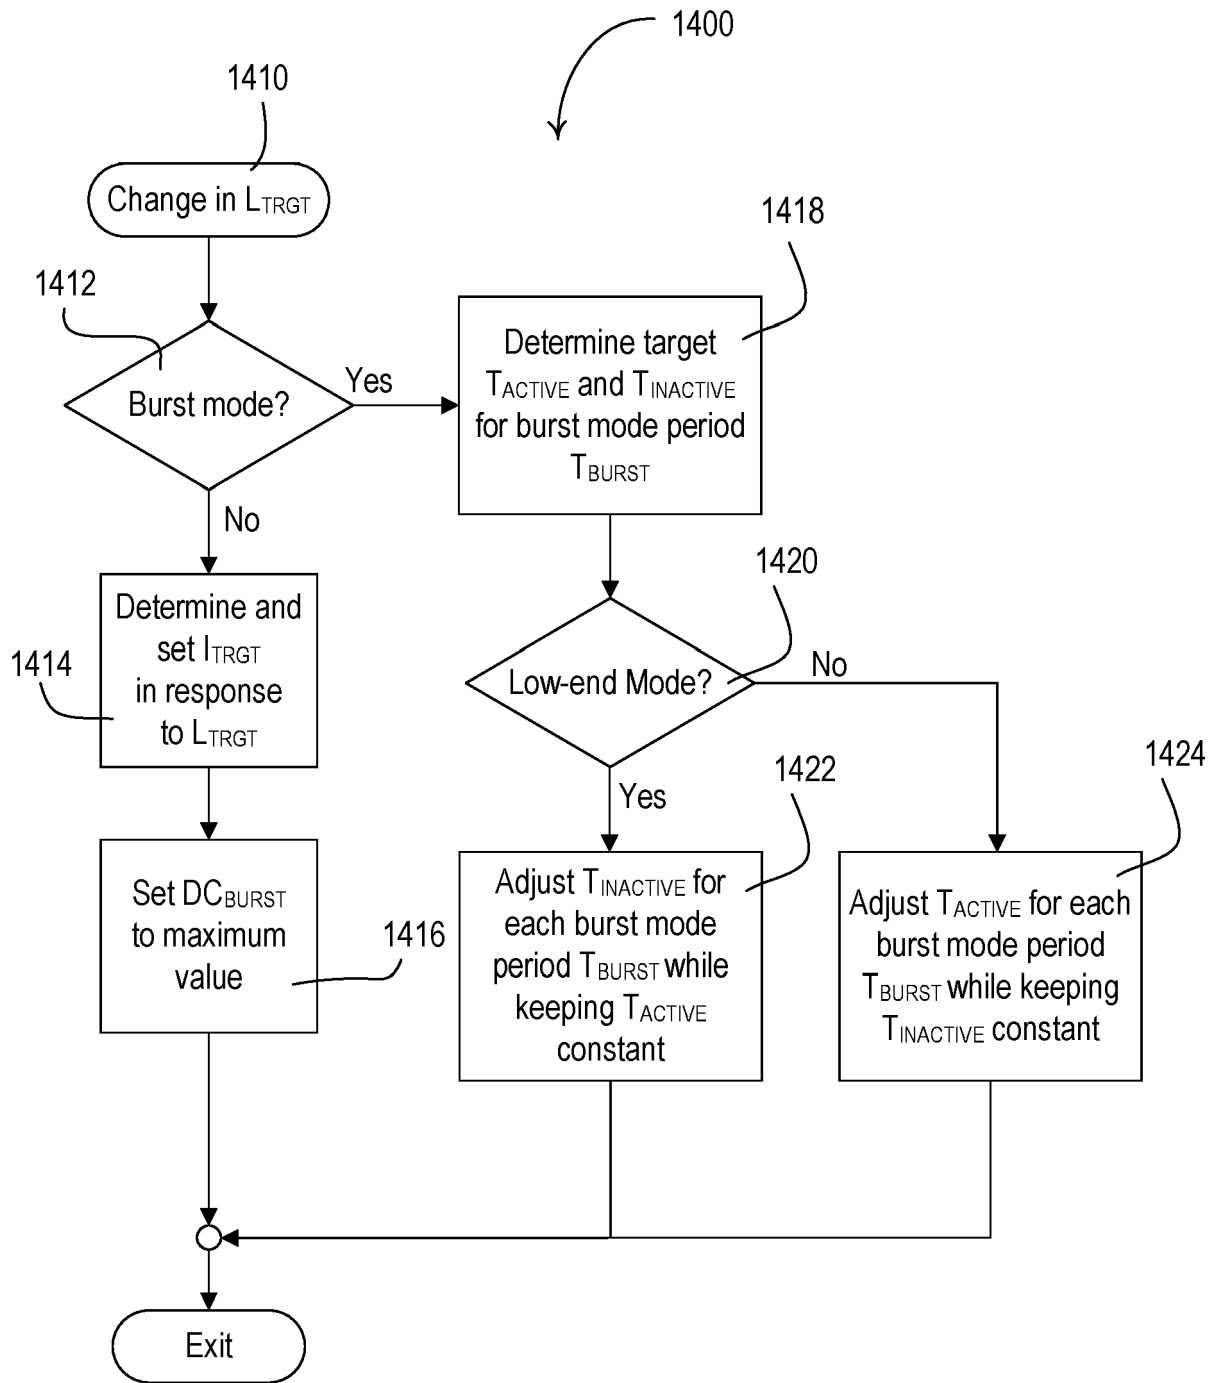 1400
1410
Change in LTRGT
1412
Burst mode?
Yes
No
1414
Determine and
set ITRGT
in response
to LTRGT
Set DCBURST
to maximum
value
1416
1418
Determine target
TACTIVE and TINACTIVE
for burst mode period
TBURST
1420
Low-end Mode?
No
Yes
1422
Adjust TINACTIVE for
each burst mode
period TBURST while
keeping TACTIVE
constant
1424
Adjust TACTIVE for each
burst mode period
TBURST while keeping
TINACTIVE constant
Exit